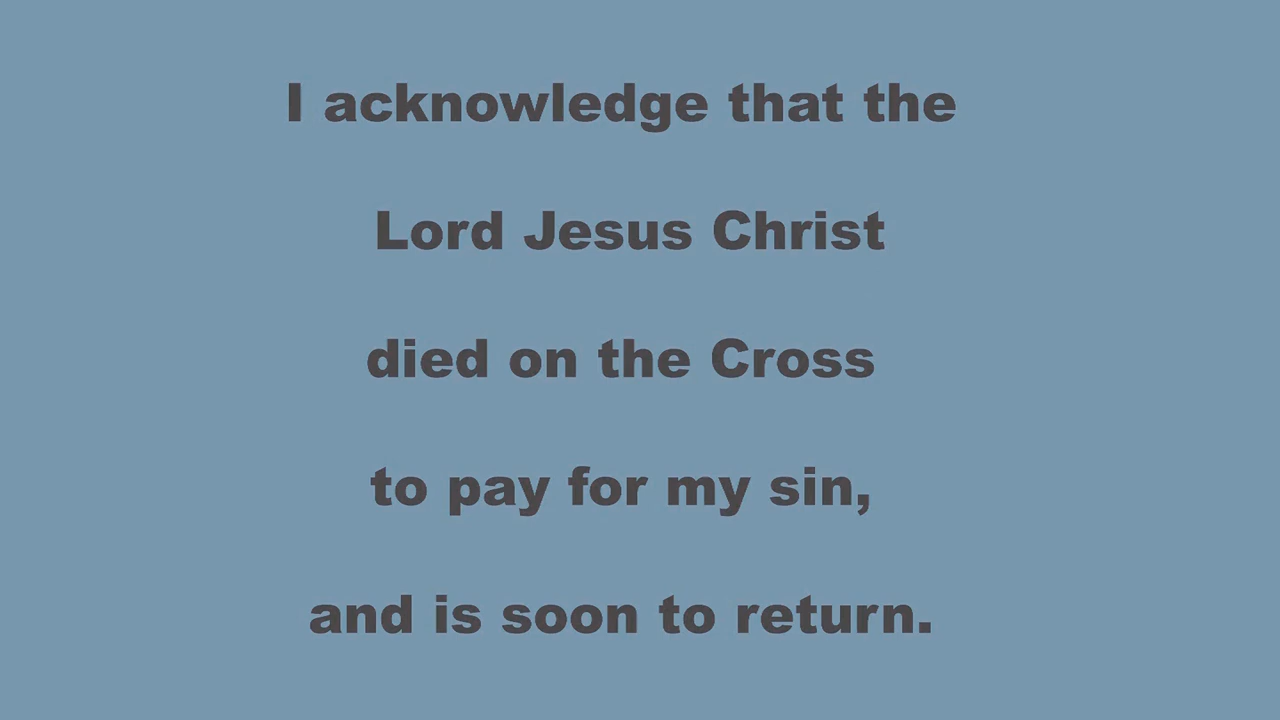 I acknowledge that the
Lord Jesus Christ
died on the Cross
to pay for my sin,
and is soon to return.